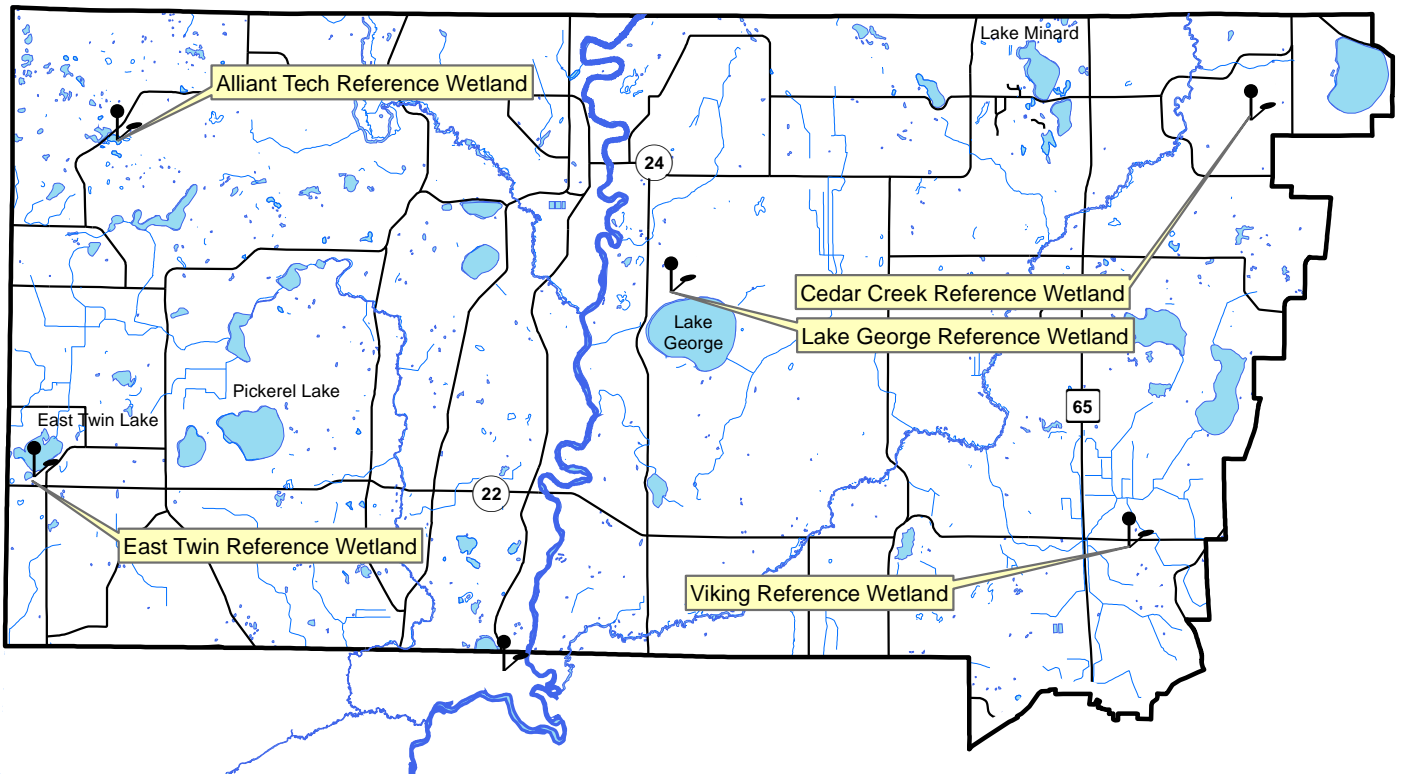 Lake Minard
Alliant Tech Reference Wetland
24
Cedar Creek Reference Wetland
Lake George Reference Wetland
Lake
George
Pickerel Lake
65
East Twin Lake
22
East Twin Reference Wetland
Viking Reference Wetland